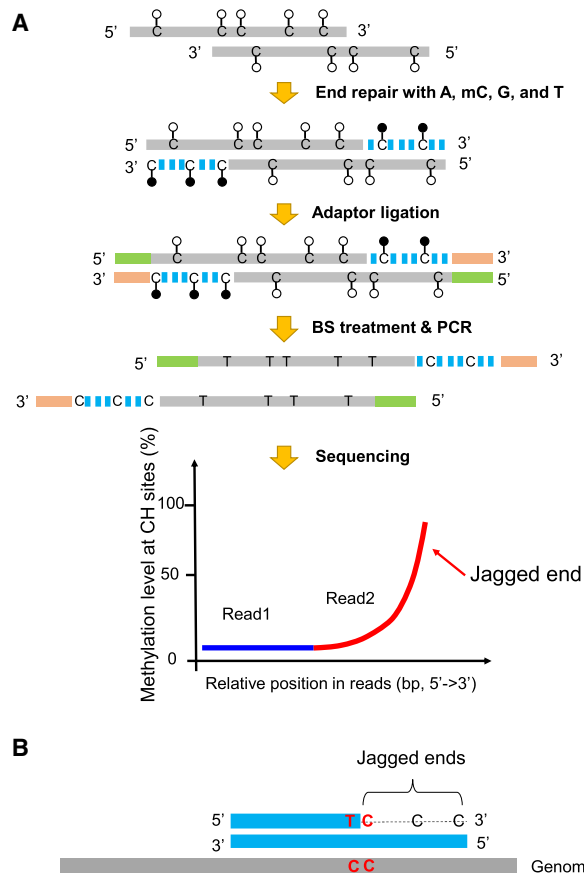 A
5' C C C C C 3'
3' C C C C 5'
End repair with A, mC, G, and T
C C C C C C C 3'
3' C C C C C C C 5'
Adaptor ligation
5' C C C C C C C 3'
3' C C C C C C C 5'
BS treatment & PCR
5' T T T T T C C 3'
3' C C C T T T T 5'
Sequencing
Methylation level at CH sites (%)
100
50
0
Read1
Read2
Jagged end
Relative position in reads (bp, 5'->3')
B
Jagged ends
5' T C C C 3'
3' 5'
C C
Genom